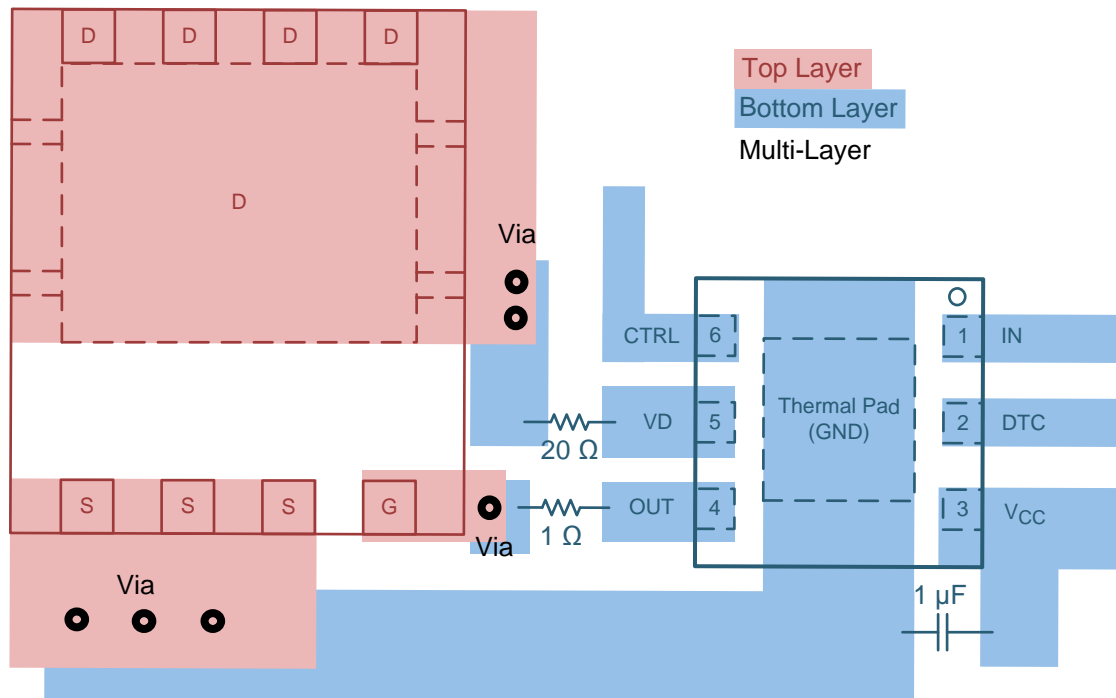 D D D D
Top Layer
Bottom Layer
Multi-Layer
D
Via
CTRL 6
1 IN
Thermal Pad
(GND)
VD 5
2 DTC
20 Ω
S S S G
OUT 4
3 VCC
1 Ω
Via
Via
1 µF